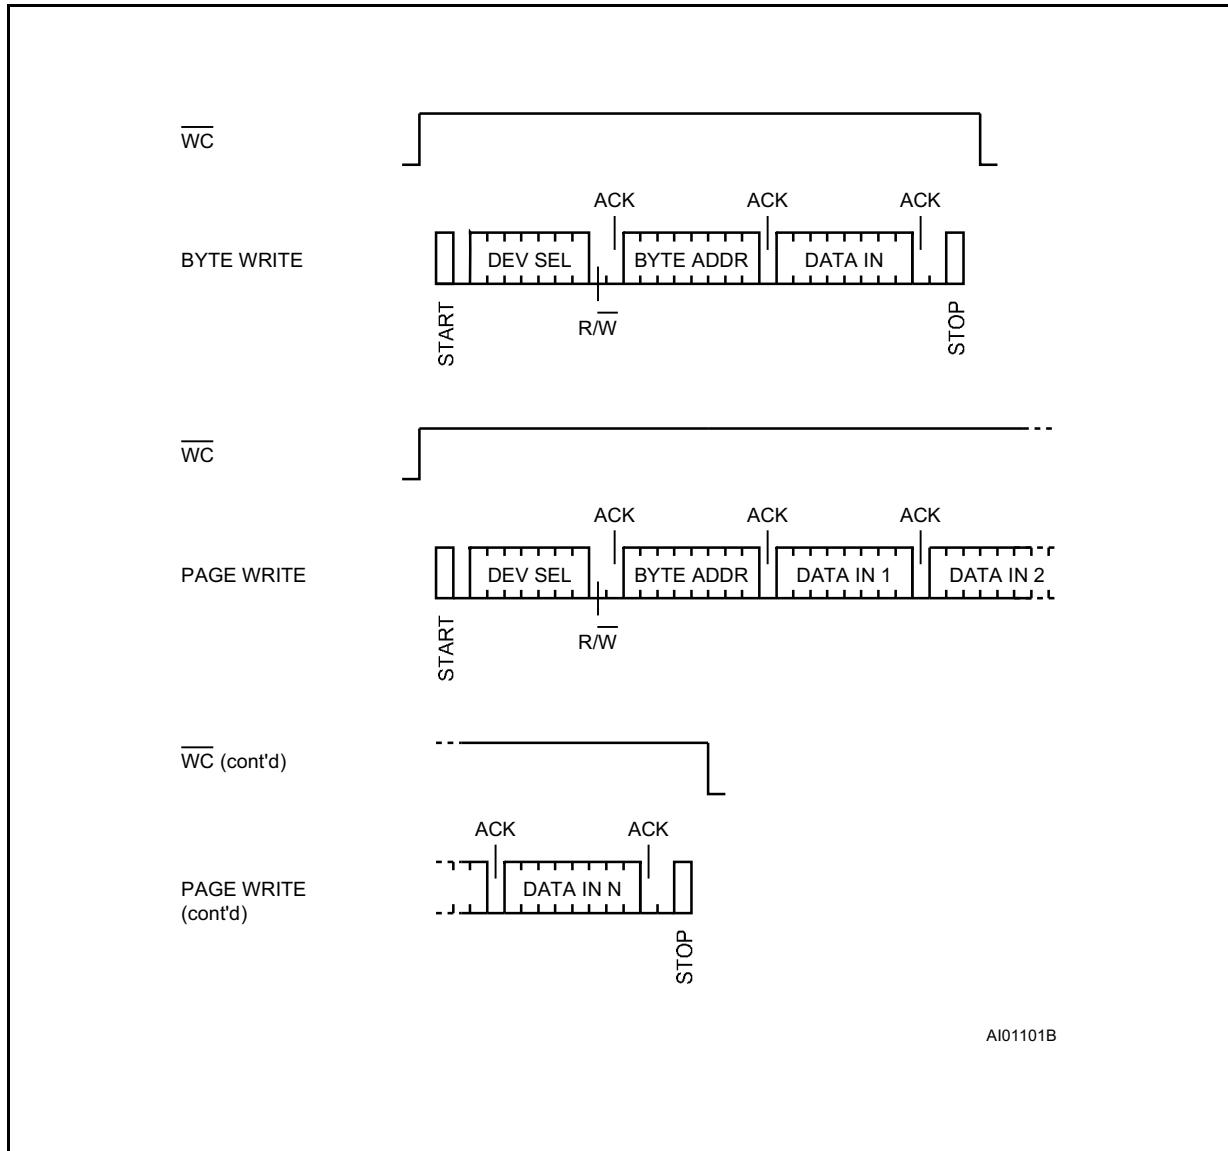 WC
ACK ACK ACK
BYTE WRITE DEV SEL BYTE ADDR DATA IN
R/W
START STOP
WC
ACK ACK ACK
PAGE WRITE DEV SEL BYTE ADDR DATA IN 1 DATA IN 2
R/W
START
WC (cont'd)
ACK ACK
PAGE WRITE DATA IN N
(cont'd)
STOP
AI01101B